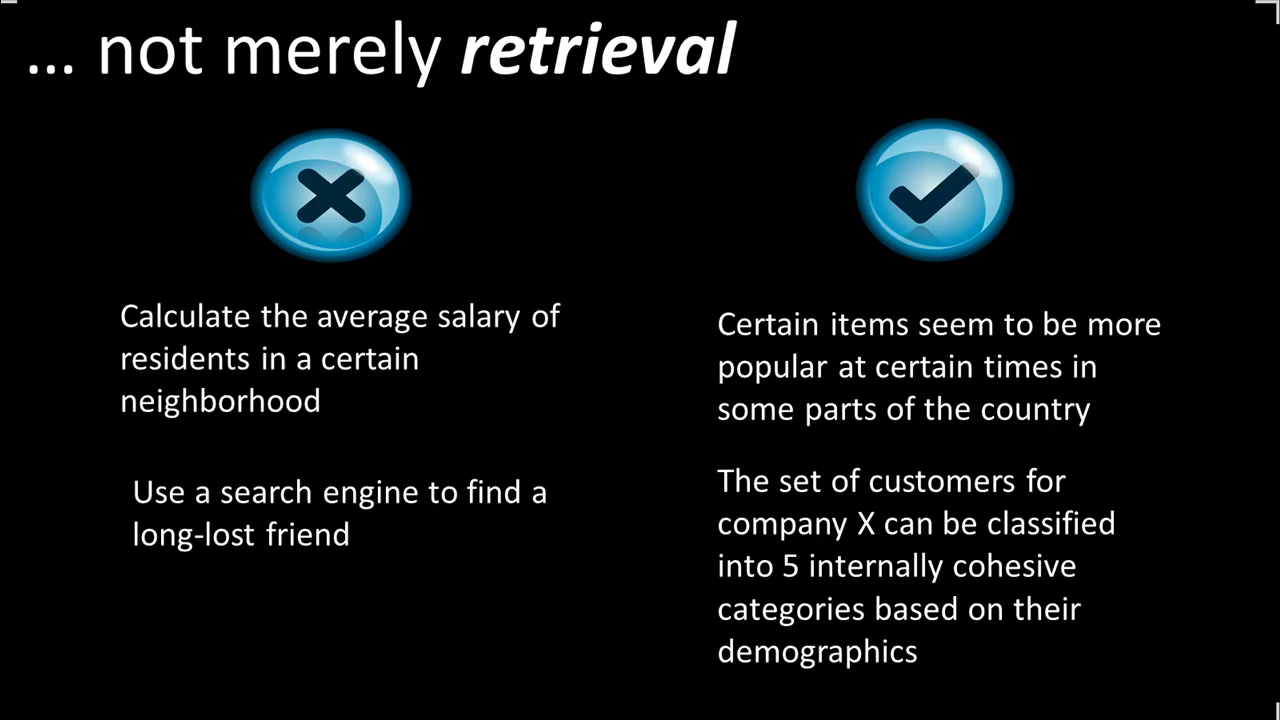 ... not merely retrieval
Calculate the average salary of
residents in a certain
neighborhood
Use a search engine to find a
long-lost friend
Certain items seem to be more
popular at certain times in
some parts of the country
The set of customers for
company X can be classified
into 5 internally cohesive
categories based on their
demographics